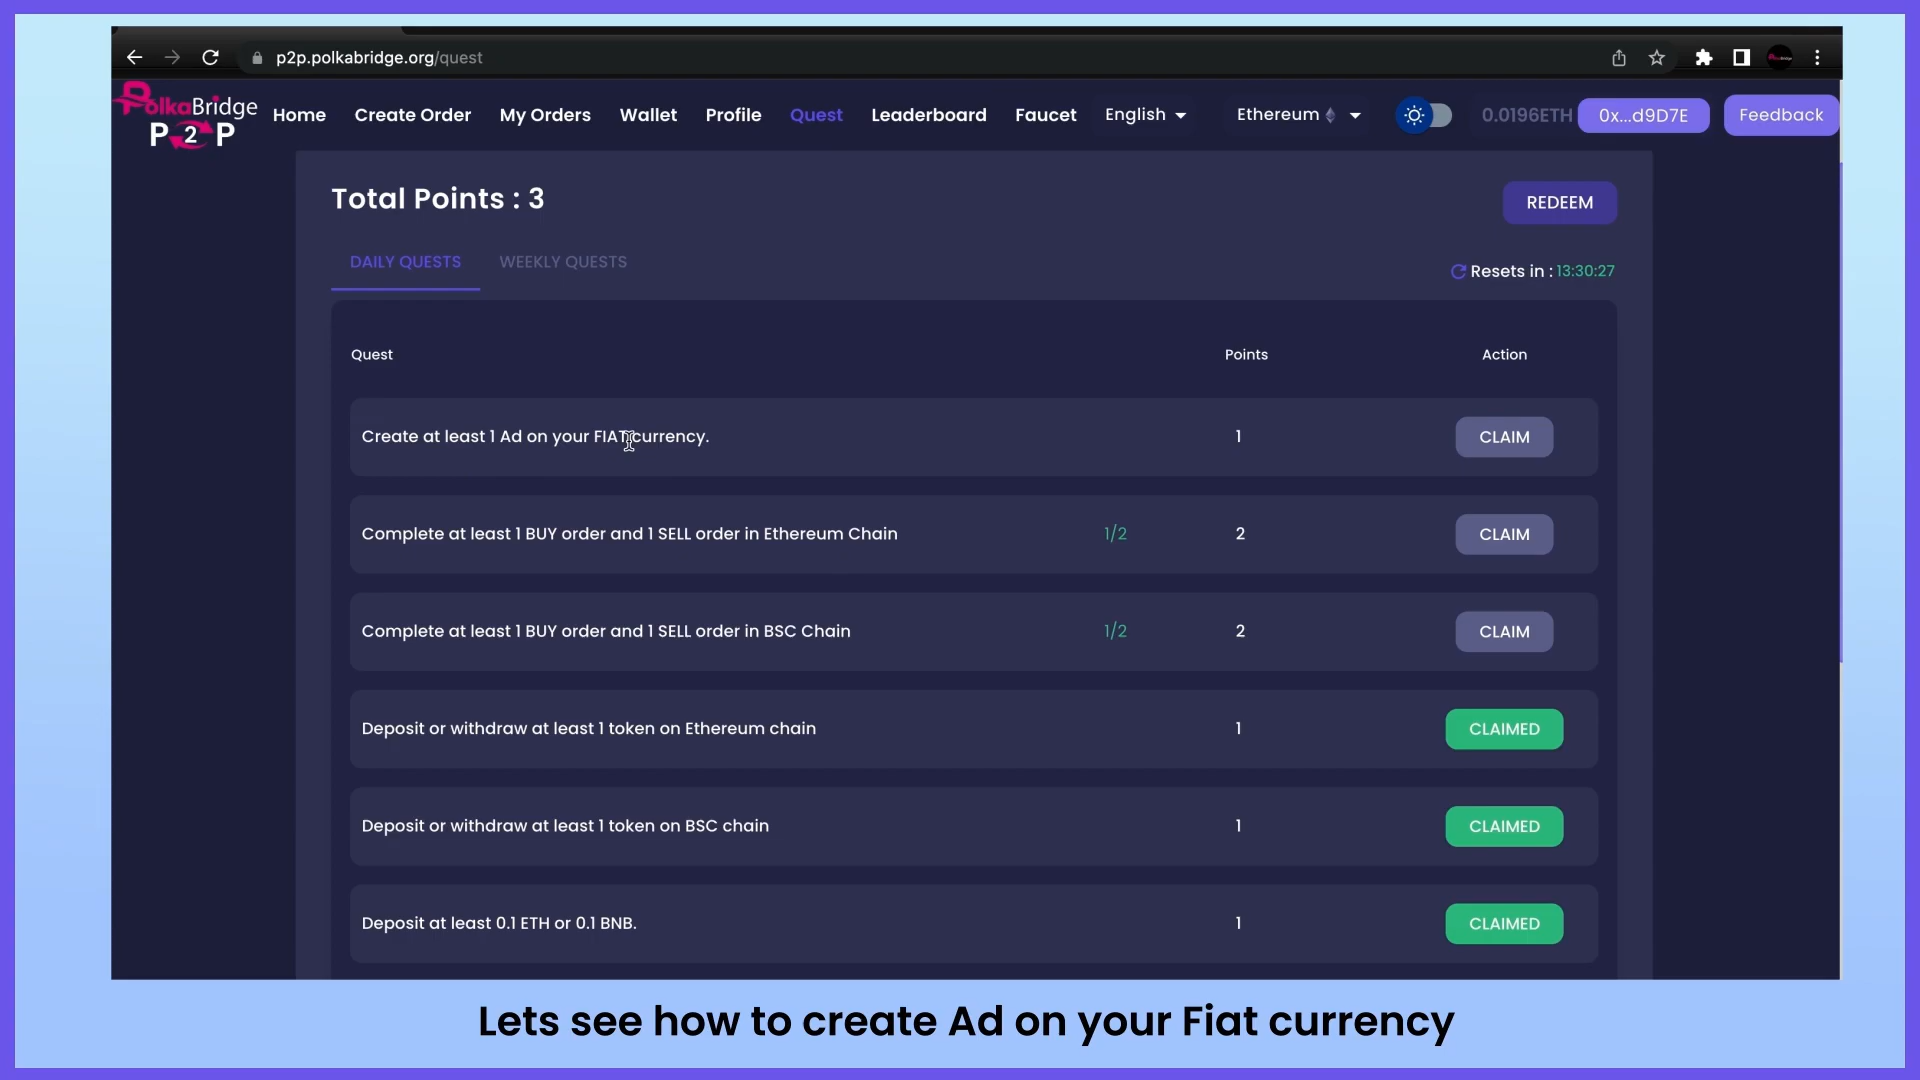 p2p.polkabridge.org/quest
PolkaBridge
P2P
Home Create Order My Orders Wallet Profile Quest Leaderboard Faucet English Ethereum 0.0196ETH 0x...d9D7E Feedback
Total Points : 3
REDEEM
DAILY QUESTS WEEKLY QUESTS
Resets in : 13:30:27
Quest Points Action
Create at least 1 Ad on your FIAT currency. 1 CLAIM
Complete at least 1 BUY order and 1 SELL order in Ethereum Chain 1/2 2 CLAIM
Complete at least 1 BUY order and 1 SELL order in BSC Chain 1/2 2 CLAIM
Deposit or withdraw at least 1 token on Ethereum chain 1 CLAIMED
Deposit or withdraw at least 1 token on BSC chain 1 CLAIMED
Deposit at least 0.1 ETH or 0.1 BNB. 1 CLAIMED
Lets see how to create Ad on your Fiat currency